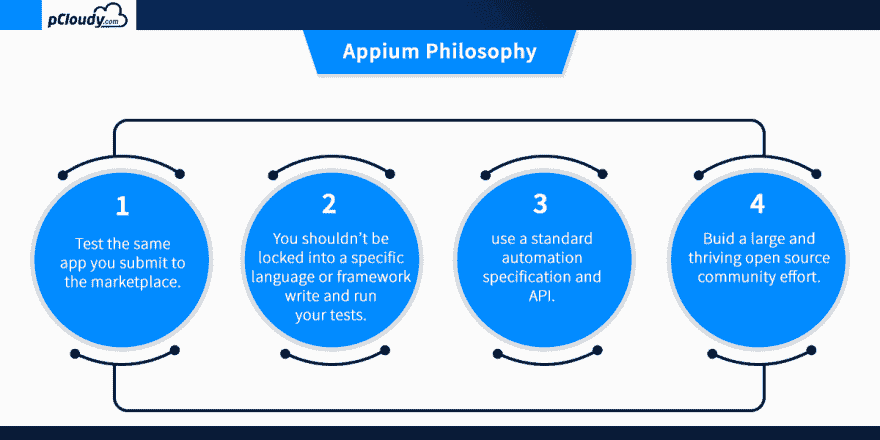 pCloudy.com
Appium Philosophy
1
Test the same
app you submit to
the marketplace.
2
You shouldn't be
locked into a specific
language or framework
write and run
your tests.
3
use a standard
automation
specification and
API.
4
Buid a large and
thriving open source
community effort.